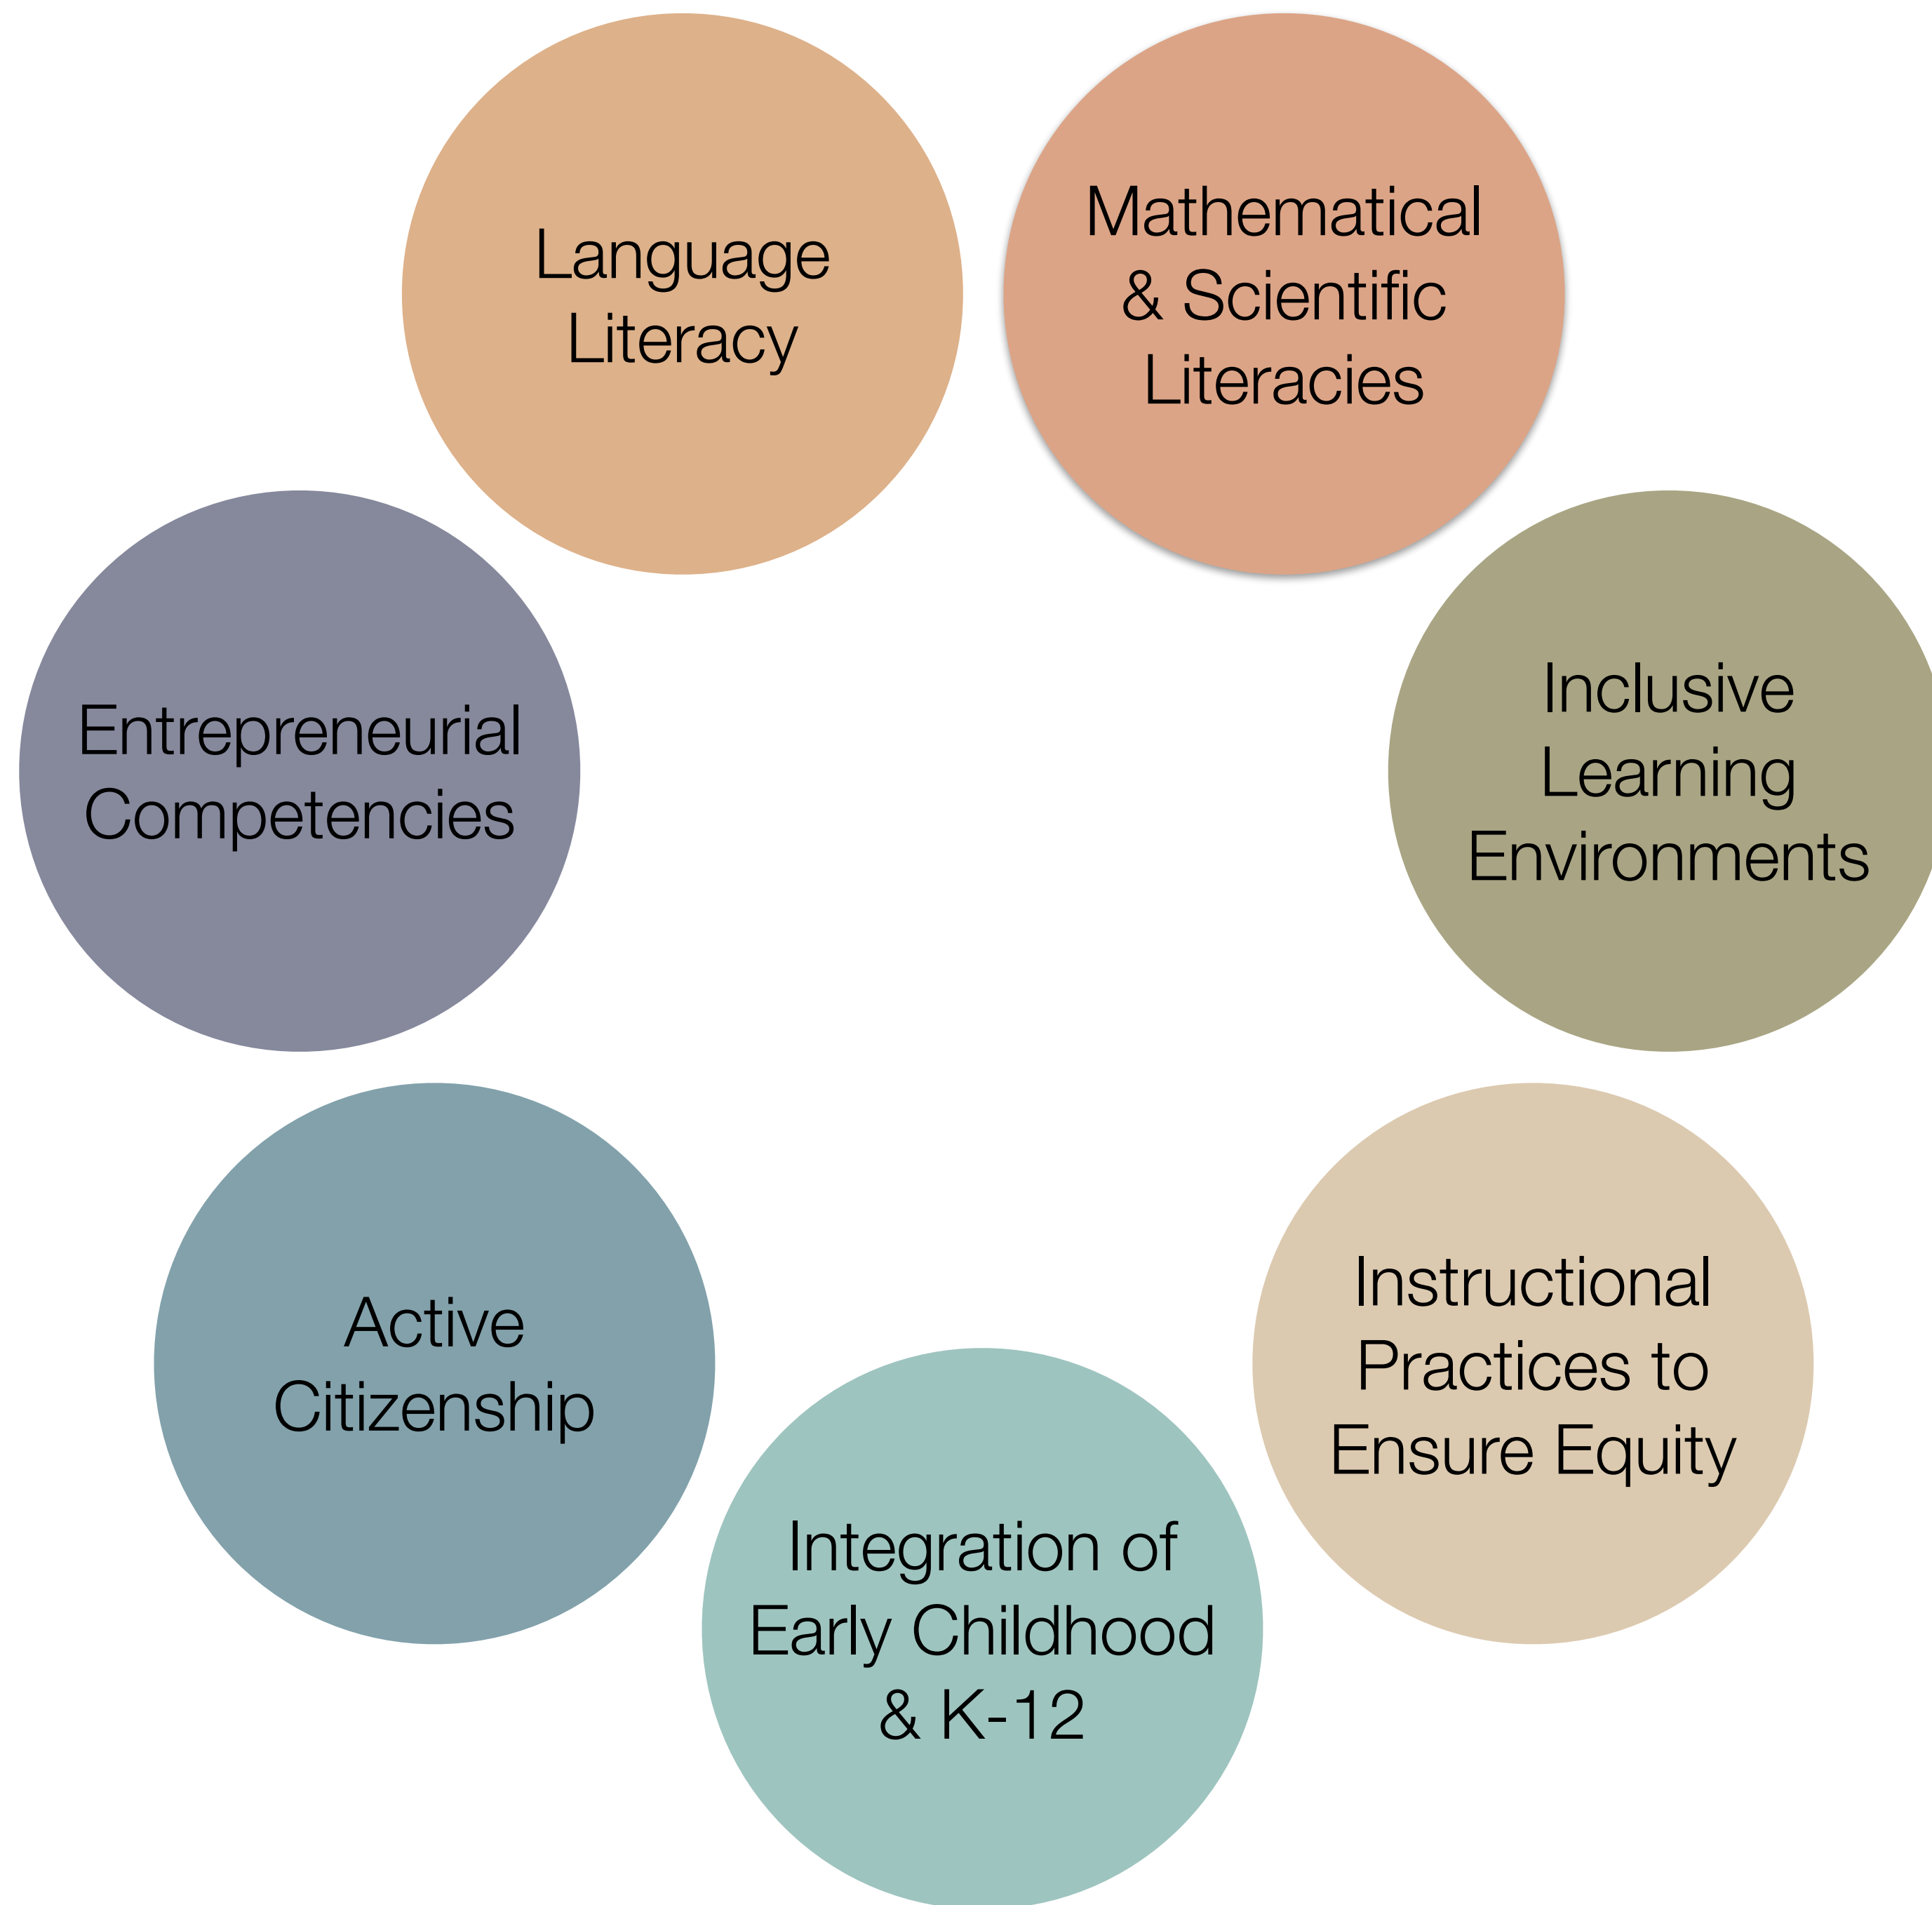 Language
Literacy
Mathematical
& Scientific
Literacies
Entrepreneurial
Competencies
Inclusive
Learning
Environments
Active
Citizenship
Instructional
Practices to
Ensure Equity
Integration of
Early Childhood
& K-12